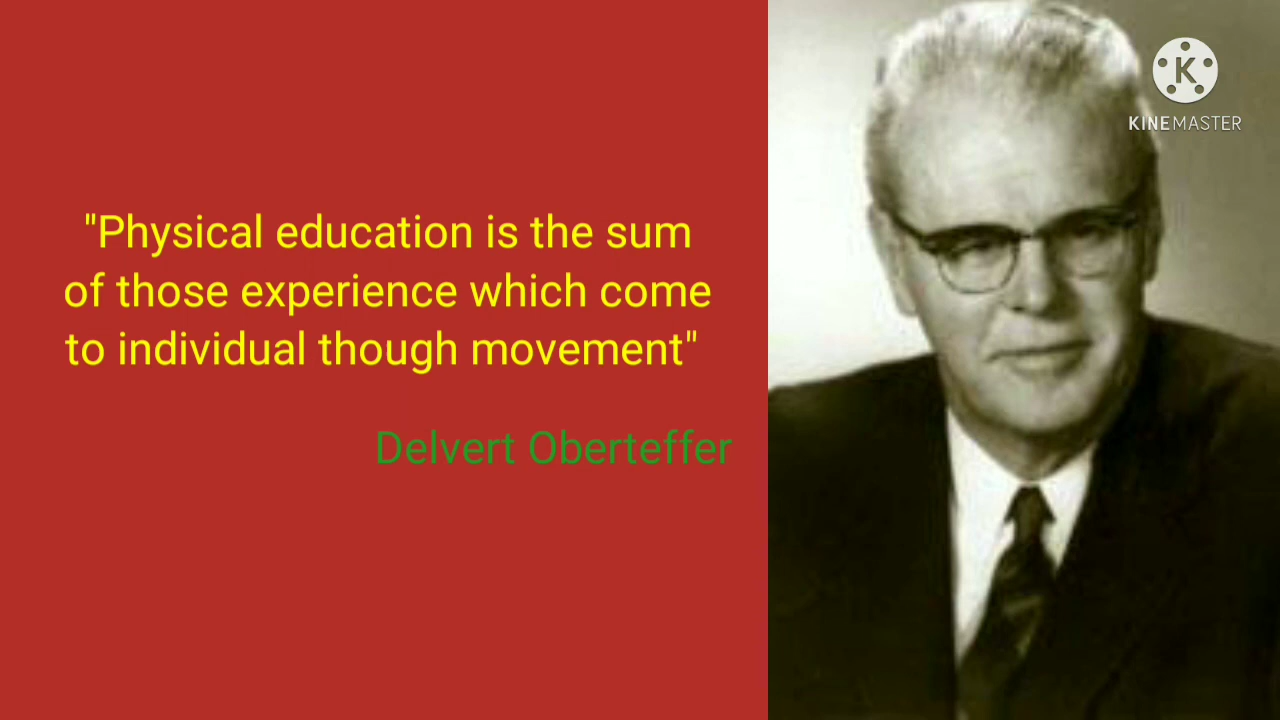 "Physical education is the sum
of those experience which come
to individual though movement"
Delvert Oberteffer
K
KINEMASTER